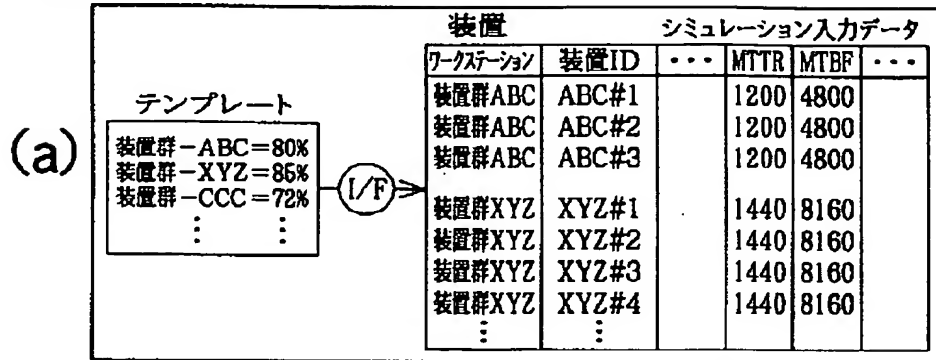 (a)
テンプレート
装置群-ABC=80%
装置群-XYZ=85%
装置群-CCC=72%
⋮ ⋮
I/F
装置 シミュレーション入力データ
ワークステーション 装置ID ・・・ MTTR MTBF ・・・
装置群ABC ABC#1 1200 4800
装置群ABC ABC#2 1200 4800
装置群ABC ABC#3 1200 4800
装置群XYZ XYZ#1 1440 8160
装置群XYZ XYZ#2 1440 8160
装置群XYZ XYZ#3 1440 8160
装置群XYZ XYZ#4 1440 8160
⋮ ⋮